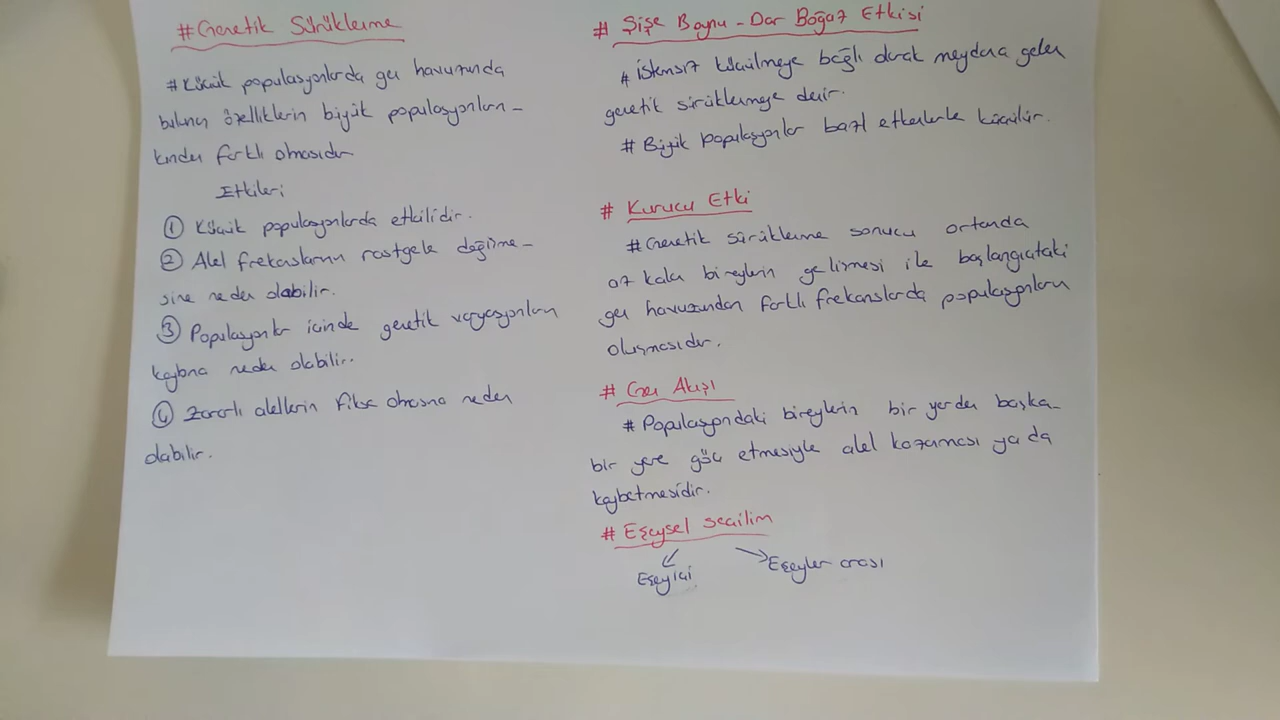 #Genetik Sürüklenme
#Küçük populasyonlarda gen havuzunda
bulunan özelliklerin büyük populasyonların-
kinden farklı olmasıdır
Etkileri
① Küçük populasyonlarda etkilidir.
② Alel frekanslarının rastgele değişme-
sine neden olabilir.
③ Populasyonlar içinde genetik varyasyonların
kaybına neden olabilir.
④ Zararlı alellerin fikse olmasına neden
olabilir.
# Şişe Boynu - Dar Boğaz Etkisi
# istensiz küçülmeye bağlı olarak meydana gelen
genetik sürüklenmeye denir.
# Büyük populasyonlar bazı etkenlerle küçülür.
# Kurucu Etki
#Genetik sürüklenme sonucu ortamda
az kalan bireylerin gelişmesi ile başlangıçtaki
gen havuzundan farklı frekanslarda populasyonların
oluşmasıdır.
# Gen Akışı
# Populasyondaki bireylerin bir yerden başka
bir yere göç etmesiyle alel kazanması ya da
kaybetmesidir.
# Eşeysel seçilim
Eşeyiçi
Eşeyler arası